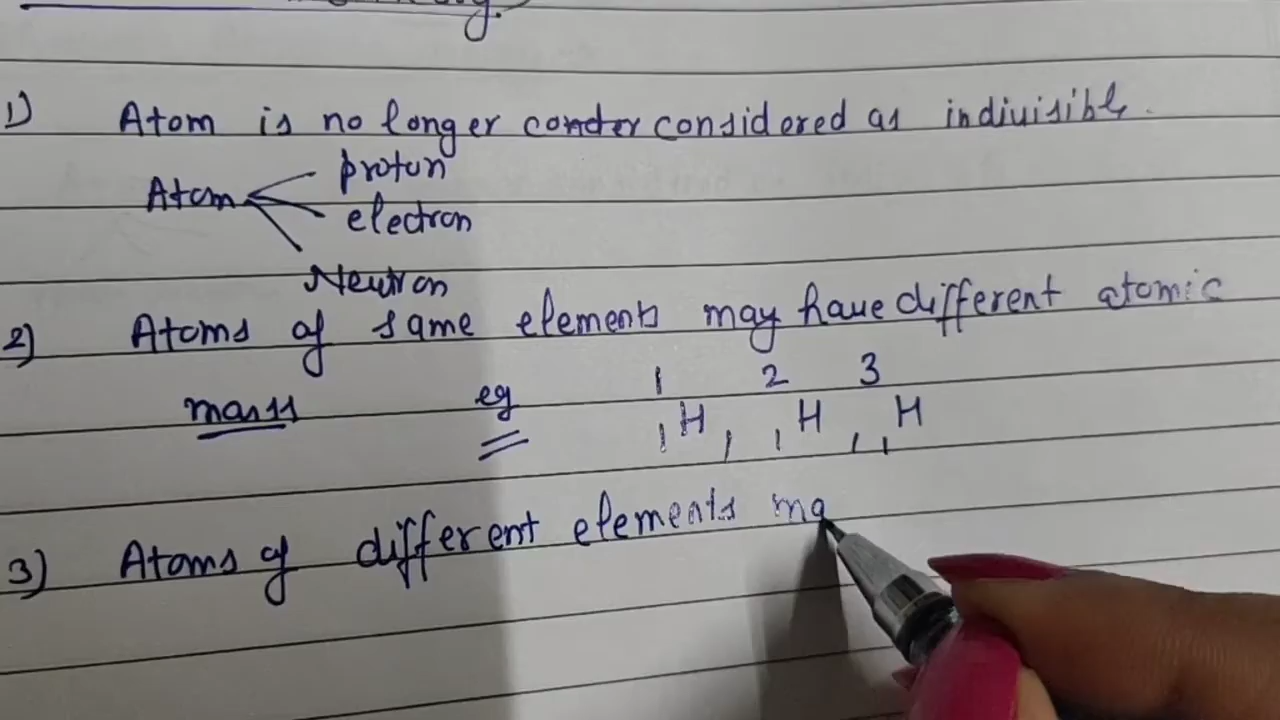 1) Atom is no longer conder considered as indivisible.
Atom proton
electron
Neutron
2) Atoms of same elements may have different atomic
mass eg 1 2 3
1H, 1H, 1H
3) Atoms of different elements ma